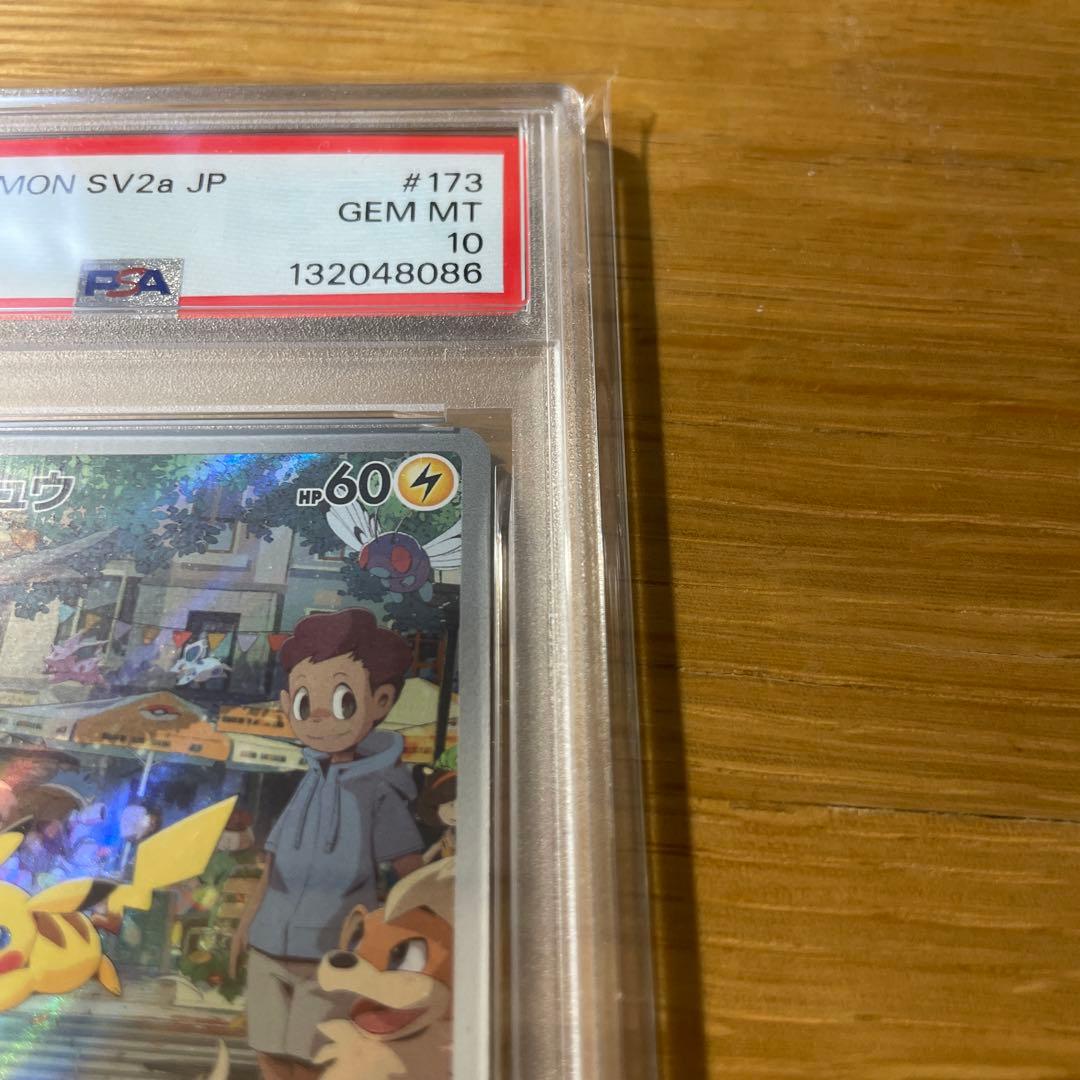 MON SV2a JP #173
GEM MT
10
PSA 132048086
ュウ HP60